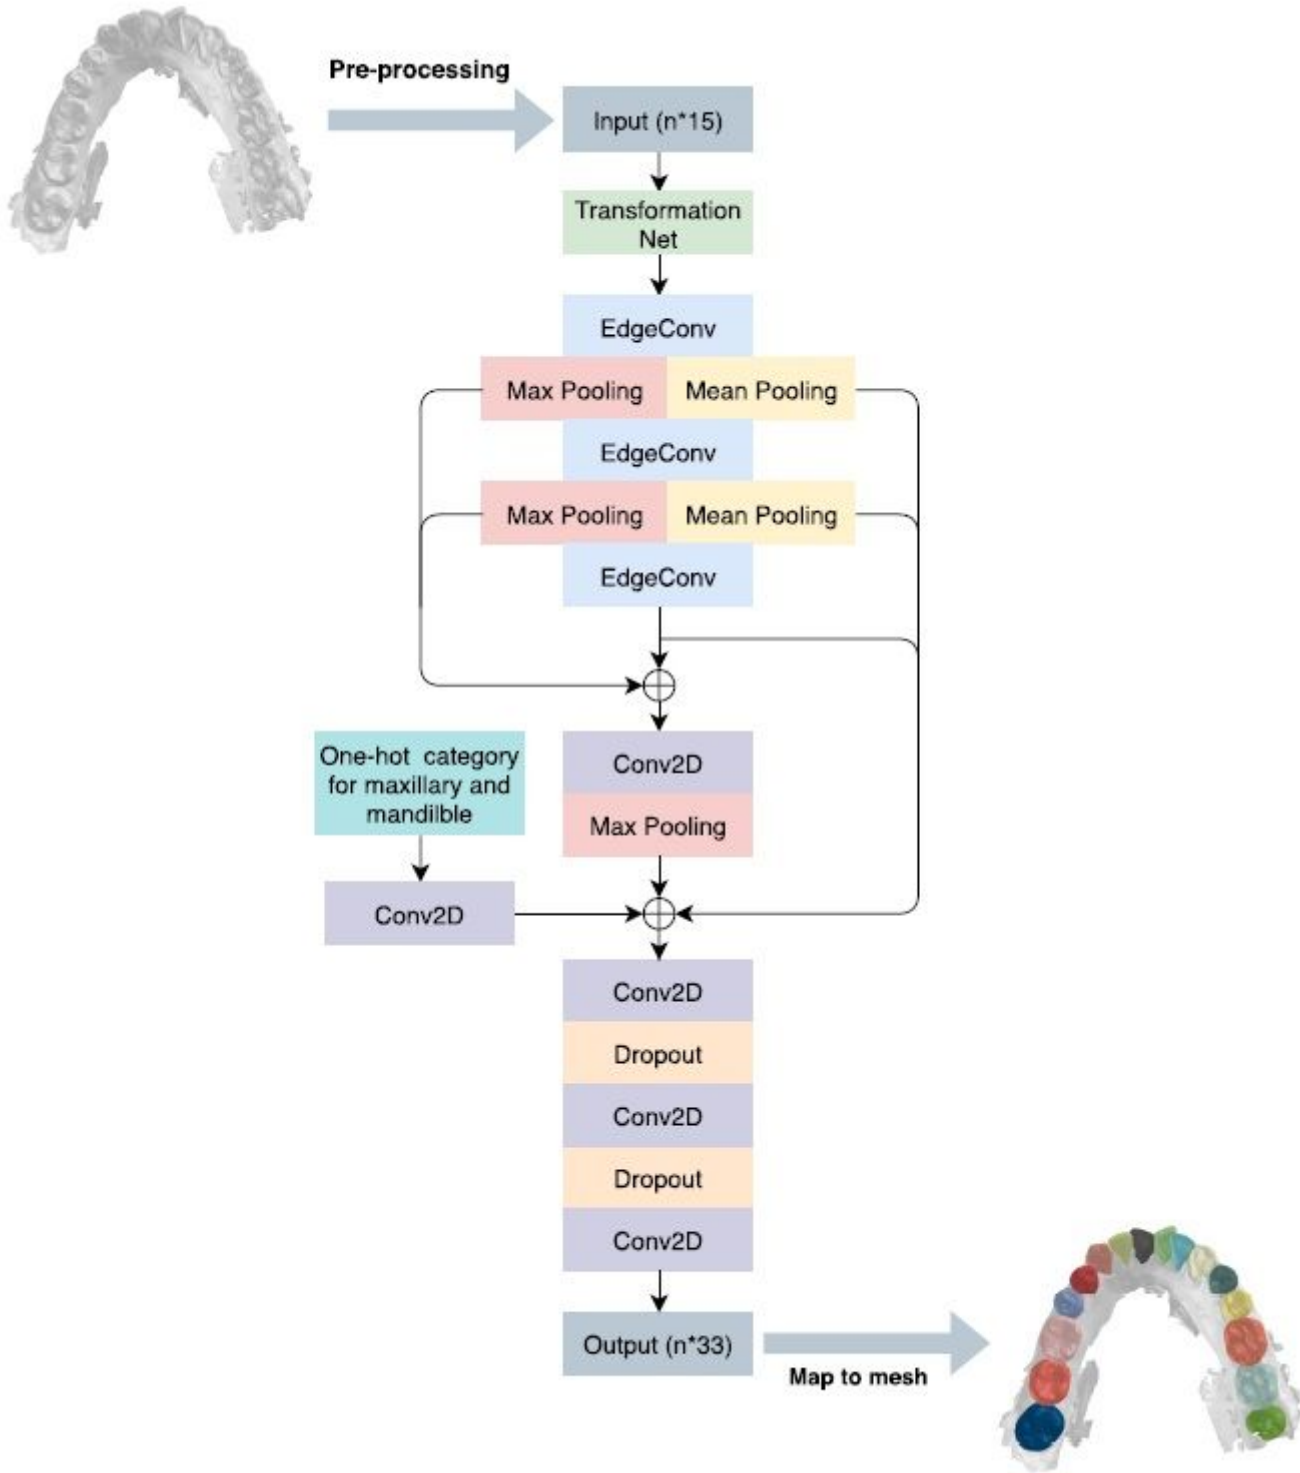 Pre-processing
Input (n*15)
Transformation
Net
EdgeConv
Max Pooling
Mean Pooling
EdgeConv
Max Pooling
Mean Pooling
EdgeConv
One-hot category
for maxillary and
mandilble
Conv2D
Max Pooling
Conv2D
Conv2D
Dropout
Conv2D
Dropout
Conv2D
Output (n*33)
Map to mesh